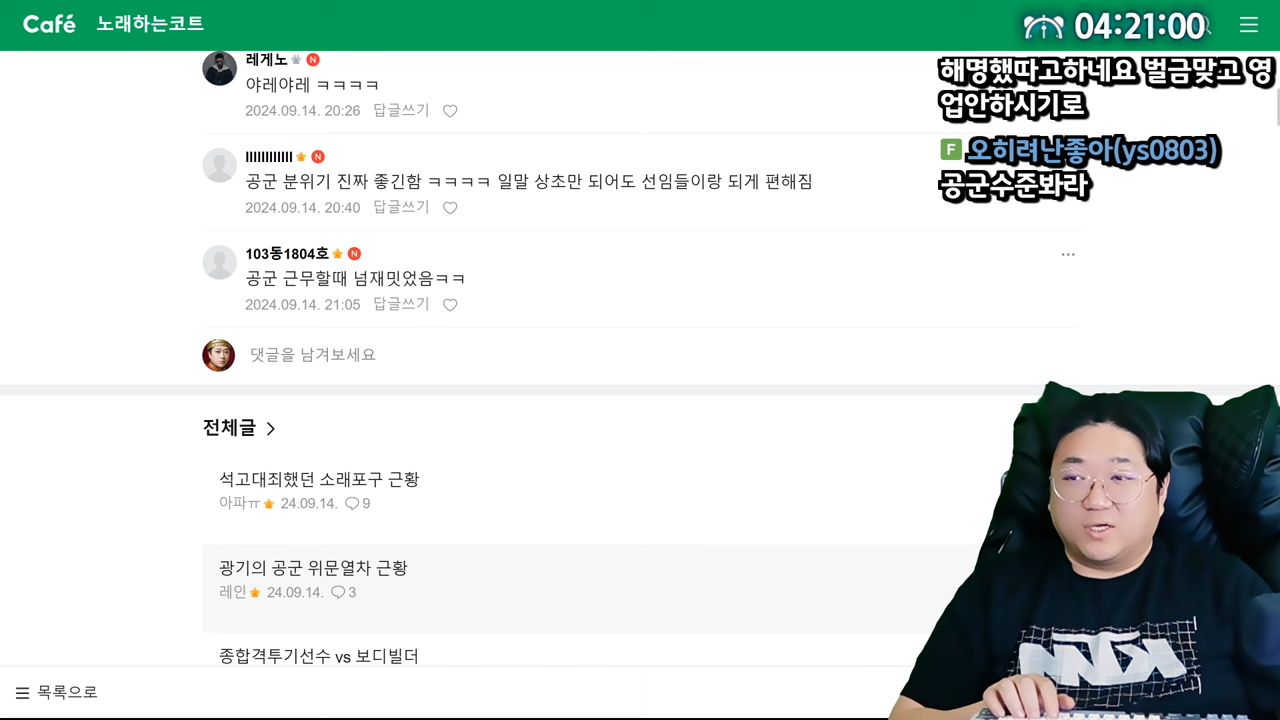 Café 노래하는코트
04:21:00
레게노 N
야레야레 ㅋㅋㅋㅋ
2024.09.14. 20:26 답글쓰기
llllllllllll N
공군 분위기 진짜 좋긴함 ㅋㅋㅋㅋ 일말 상초만 되어도 선임들이랑 되게 편해짐
2024.09.14. 20:40 답글쓰기
103동1804호 N
공군 근무할때 넘재밋었음ㅋㅋ
2024.09.14. 21:05 답글쓰기
댓글을 남겨보세요
해명했따고하네요 벌금맞고 영
업안하시기로
F 오히려난좋아(ys0803)
공군수준봐라
전체글 >
석고대죄했던 소래포구 근황
아파ㅠ 24.09.14. 9
광기의 공군 위문열차 근황
레인 24.09.14. 3
종합격투기선수 vs 보디빌더
목록으로